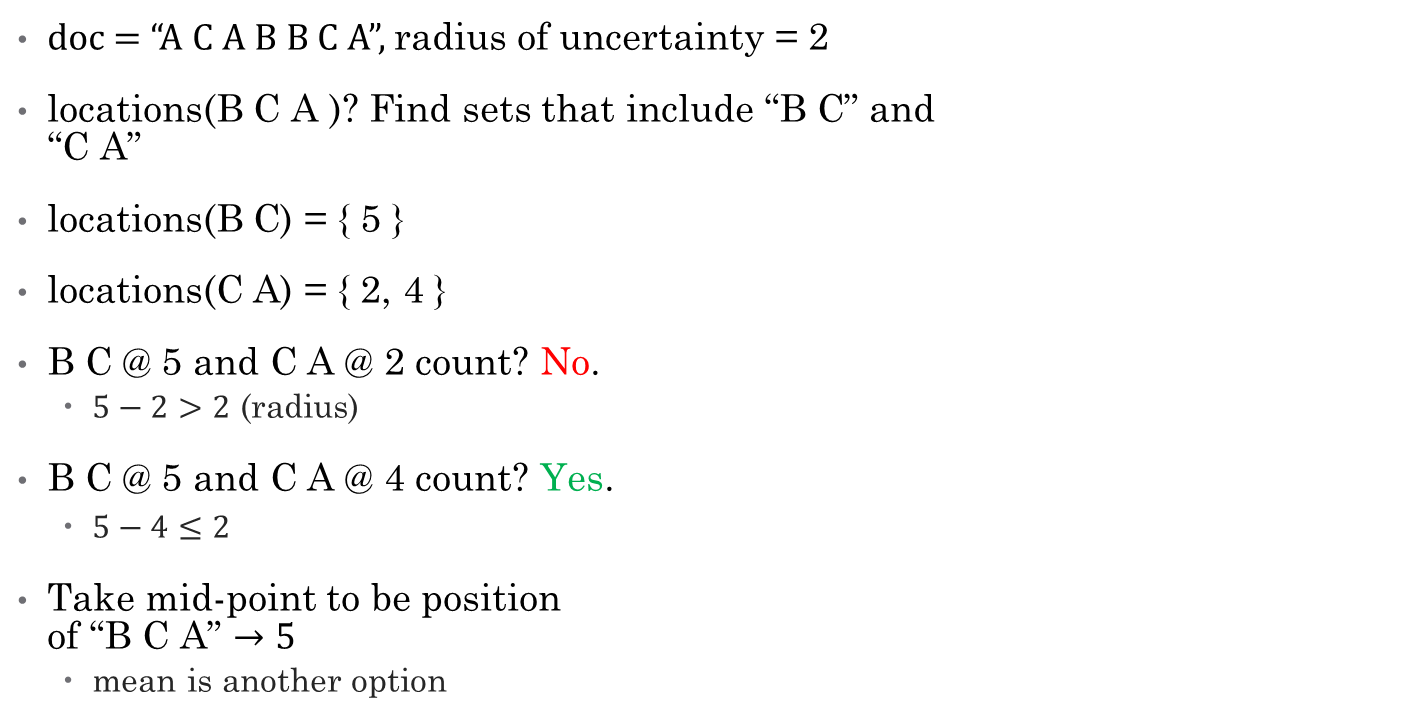 • doc = “A C A B B C A”, radius of uncertainty = 2
• locations(B C A )? Find sets that include “B C” and
“C A”
• locations(B C) = { 5 }
• locations(C A) = { 2, 4 }
• B C @ 5 and C A @ 2 count? No.
• 5 − 2 > 2 (radius)
• B C @ 5 and C A @ 4 count? Yes.
• 5 − 4 ≤ 2
• Take mid-point to be position
of “B C A” → 5
• mean is another option